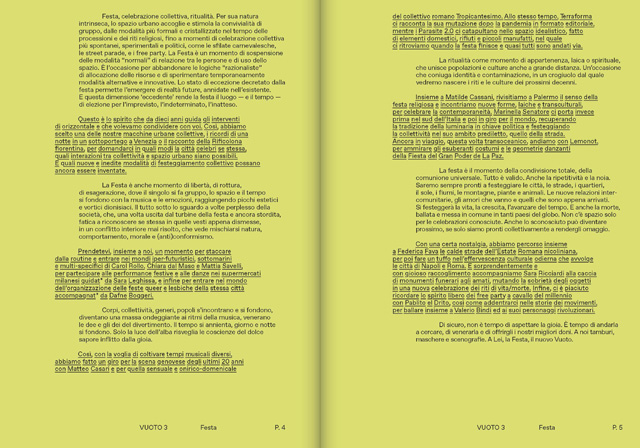 Festa, celebrazione collettiva, ritualità. Per sua natura
intrinseca, lo spazio urbano accoglie e stimola la convivialità di
gruppo, dalla modalità più formali e cristallizzate nel tempo delle
processioni e dei riti religiosi, fino a momenti di celebrazione collettiva
più spontanei, sperimentali e politici, come le sfilate carnevalesche,
le street parade, e i free party. La Festa è un momento di sospensione
delle modalità “normali” di relazione tra le persone e di uso dello
spazio. È l'occasione per abbandonare le logiche “razionaliste”
di allocazione delle risorse e di sperimentare temporaneamente
modalità alternative e innovative. Lo stato di eccezione decretato dalla
festa permette l'emergere di realtà future, annidate nell'esistente.
E questa dimensione 'eccedente' rende la festa il luogo — e il tempo —
di elezione per l'imprevisto, l'indeterminato, l'inatteso.
Questo è lo spirito che da dieci anni guida gli interventi
di orizzontale e che volevamo condividere con voi. Così, abbiamo
scelto una delle nostre macchine urbane collettive, i ricordi di una
notte in un sottoportego a Venezia o il racconto della Rificolona
fiorentina, per domandarci in quali modi la città celebri se stessa,
quali interazioni tra collettività e spazio urbano siano possibili.
E quali nuove e inedite modalità di festeggiamento collettivo possano
ancora essere inventate.
La Festa è anche momento di libertà, di rottura,
di esagerazione, dove il singolo si fa gruppo, lo spazio e il tempo
si fondono con la musica e le emozioni, raggiungendo picchi estetici
e vortici dionisiaci. Il tutto sotto lo sguardo a volte perplesso della
società, che, una volta uscita dal turbine della festa e ancora stordita,
fatica a riconoscere se stessa in quelle vesti appena dismesse,
in un conflitto interiore mai risolto, che vede mischiarsi natura,
comportamento, morale e (anti)conformismo.
Prendetevi, insieme a noi, un momento per staccare
dalla routine e entrare nei mondi iper-futuristici, sottomarini
e multi-specifici di Carol Rollo, Chiara dal Maso e Mattia Savelli,
per partecipare alle performance festive e alle danze nei supermercati
milanesi guidat* da Sara Leghissa, e infine per entrare nel mondo
dell'organizzazione delle feste queer e lesbiche della stessa città
accompagnat* da Dafne Boggeri.
Corpi, collettività, generi, popoli s'incontrano e si fondono,
diventano una massa ondeggiante ai ritmi della musica, venerano
le dee e gli dei del divertimento. Il tempo si annienta, giorno e notte
si fondono. Solo la luce dell'alba risveglia le coscienze del dolce
sapore inflitto dalla gioia.
Così, con la voglia di coltivare tempi musicali diversi,
abbiamo fatto un giro per la scena genovese degli ultimi 20 anni
con Matteo Casari e per quella sensuale e onirico-domenicale
VUOTO 3 Festa P. 4
del collettivo romano Tropicantesimo. Allo stesso tempo, Terraforma
ci racconta la sua mutazione dopo la pandemia in formato editoriale,
mentre i Parasite 2.0 ci catapultano nello spazio idealistico, fatto
di elementi domestici, rifiuti e piccoli manufatti, nel quale
ci ritroviamo quando la festa finisce e quasi tutti sono andati via.
La ritualità come momento di appartenenza, laica o spirituale,
che unisce popolazioni e culture anche a grande distanza. Un'occasione
che coniuga identità e contaminazione, in un crogiuolo dal quale
vedremo nascere i riti e le culture dei prossimi decenni.
Insieme a Matilde Cassani, rivisitiamo a Palermo il senso della
festa religiosa e incontriamo nuove forme, laiche e transculturali,
per celebrare la contemporaneità. Marinella Senatore ci porta invece
prima nel sud dell'Italia e poi in giro per il mondo, recuperando
la tradizione della luminaria in chiave politica e festeggiando
la collettività nel suo ambito prediletto, quello della strada.
Ancora in viaggio, questa volta transoceanico, andiamo con Lemonot,
per ammirare gli esuberanti costumi e le geometrie danzanti
della Fiesta del Gran Poder de La Paz.
La festa è il momento della condivisione totale, della
comunione universale. Tutto è valido. Anche la ripetitività e la noia.
Saremo sempre pronti a festeggiare le città, le strade, i quartieri,
il sole, i fiumi, le montagne, piante e animali. Le nuove relazioni inter-
comunitarie, gli amori che vanno e quelli che sono appena arrivati.
Si festeggerà la vita, la crescita, l'avanzare del tempo. E anche la morte,
ballata e messa in comune in tanti paesi del globo. Non c'è spazio solo
per le celebrazioni conosciute. Anche lo sconosciuto può diventare
prossimo, se solo siamo pronti collettivamente a rendergli omaggio.
Con una certa nostalgia, abbiamo percorso insieme
a Federica Fava le calde strade dell'Estate Romana nicoliniana,
per poi fare un tuffo nell'effervescenza culturale odierna che avvolge
le città di Napoli e Roma. E sorprendentemente e
con gioioso raccoglimento accompagniamo Sara Ricciardi alla caccia
di monumenti funerari agli amati, mutando la sobrietà degli oggetti
in una nuova celebrazione dei riti di vita/morte. Infine, ci è piaciuto
ricordare lo spirito libero dei free party a cavallo del millennio
con Pablito el Drito, così come addentrarci nelle storie dei movimenti,
per ballare insieme a Valerio Bindi ed ai suoi personaggi rivoluzionari.
Di sicuro, non è tempo di aspettare la gioia. È tempo di andarla
a cercare, di venerarla e di offrirgli i nostri migliori doni. A noi tamburi,
maschere e scenografie. A Lei, la Festa, il nuovo Vuoto.
VUOTO 3 Festa P. 5